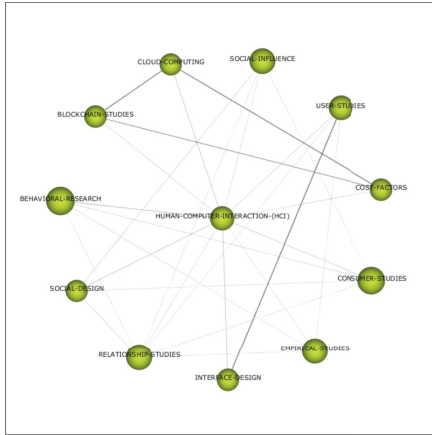 CLOUD-COMPUTING
SOCIAL-INFLUENCE
USER-STUDIES
BLOCKCHAIN-STUDIES
COST-FACTORS
BEHAVIORAL-RESEARCH
HUMAN-COMPUTER-INTERACTION-(HCI)
CONSUMER-STUDIES
SOCIAL-DESIGN
EMPIRICAL-STUDIES
RELATIONSHIP-STUDIES
INTERFACE-DESIGN